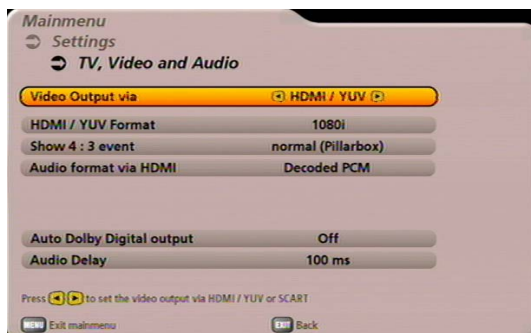 Mainmenu
Settings
TV, Video and Audio
Video Output via HDMI / YUV
HDMI / YUV Format 1080i
Show 4 : 3 event normal (Pillarbox)
Audio format via HDMI Decoded PCM
Auto Dolby Digital output Off
Audio Delay 100 ms
Press to set the video output via HDMI / YUV or SCART
MENU Exit mainmenu EXIT Back